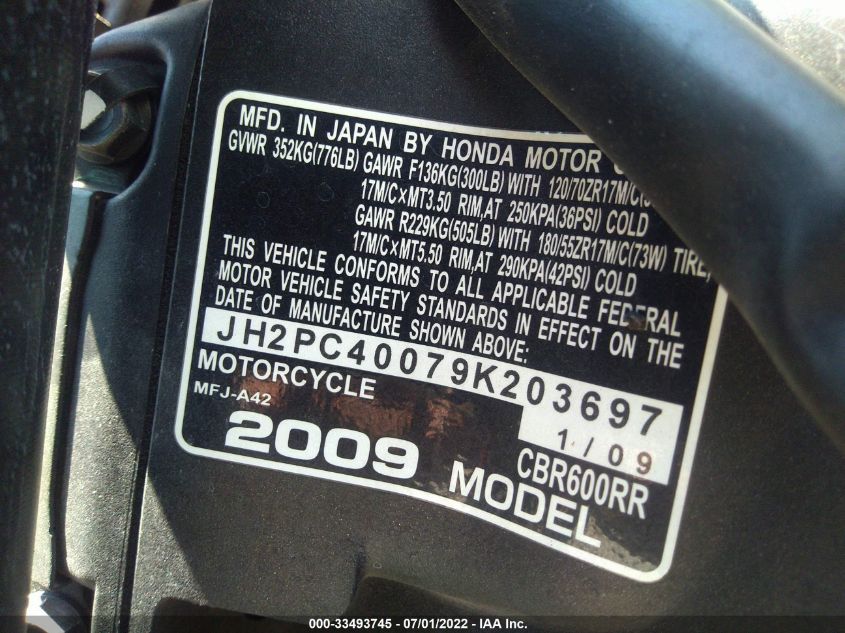 MFD. IN JAPAN BY HONDA MOTOR
GVWR 352KG(776LB) GAWR F136KG(300LB) WITH 120/70ZR17M/C(
17M/C×MT3.50 RIM,AT 250KPA(36PSI) COLD
GAWR R229KG(505LB) WITH 180/55ZR17M/C(73W) TIRE,
17M/C×MT5.50 RIM,AT 290KPA(42PSI) COLD
THIS VEHICLE CONFORMS TO ALL APPLICABLE FEDERAL
MOTOR VEHICLE SAFETY STANDARDS IN EFFECT ON THE
DATE OF MANUFACTURE SHOWN ABOVE:
JH2PC40079K203697
MOTORCYCLE 1/09
MFJ-A42 CBR600RR
2009 MODEL
000-33493745 - 07/01/2022 - IAA Inc.